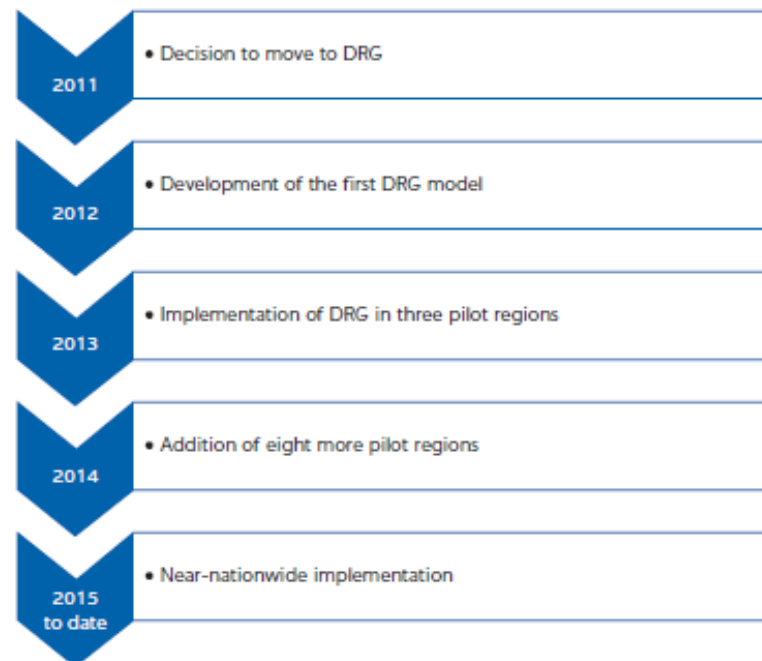 2011
• Decision to move to DRG
2012
• Development of the first DRG model
2013
• Implementation of DRG in three pilot regions
2014
• Addition of eight more pilot regions
2015
to date
• Near-nationwide implementation